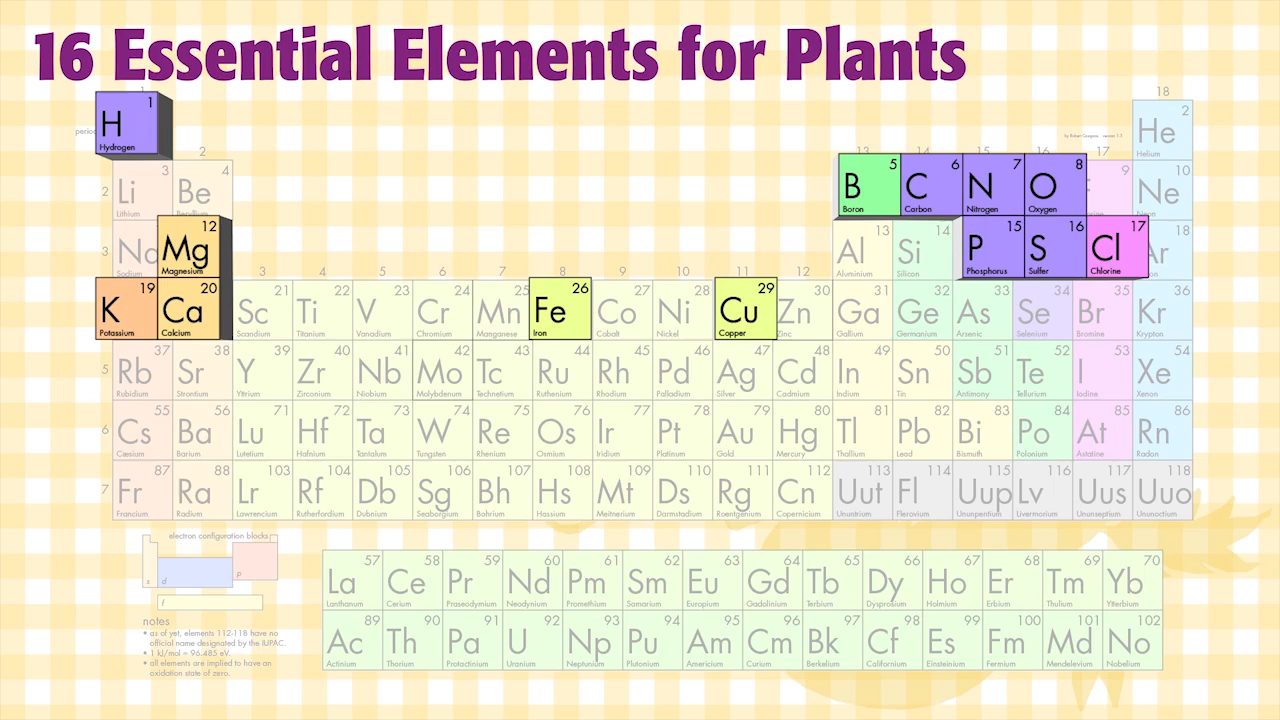 16 Essential Elements for Plants
1 18
1 H Hydrogen
2 He Helium
by Robert Campion version 1.5
2 13 14 15 16 17
2 3 Li Lithium 4 Be Beryllium 5 B Boron 6 C Carbon 7 N Nitrogen 8 O Oxygen 9 10 Ne Neon
3 Na Sodium 12 Mg Magnesium 13 Al Aluminium 14 Si Silicon 15 P Phosphorus 16 S Sulfer 17 Cl Chlorine 18 Ar
3 5 6 7 8 9 10 11 12
19 K Potassium 20 Ca Calcium 21 Sc Scandium 22 Ti Titanium 23 V Vanadium 24 Cr Chromium 25 Mn Manganese 26 Fe Iron 27 Co Cobalt 28 Ni Nickel 29 Cu Copper 30 Zn Zinc 31 Ga Gallium 32 Ge Germanium 33 As Arsenic 34 Se Selenium 35 Br Bromine 36 Kr Krypton
5 37 Rb Rubidium 38 Sr Strontium 39 Y Yttrium 40 Zr Zirconium 41 Nb Niobium 42 Mo Molybdenum 43 Tc Technetium 44 Ru Ruthenium 45 Rh Rhodium 46 Pd Palladium 47 Ag Silver 48 Cd Cadmium 49 In Indium 50 Sn Tin 51 Sb Antimony 52 Te Tellurium 53 I Iodine 54 Xe Xenon
6 55 Cs Cæsium 56 Ba Barium 71 Lu Lutetium 72 Hf Hafnium 73 Ta Tantalum 74 W Tungsten 75 Re Rhenium 76 Os Osmium 77 Ir Iridium 78 Pt Platinum 79 Au Gold 80 Hg Mercury 81 Tl Thallium 82 Pb Lead 83 Bi Bismuth 84 Po Polonium 85 At Astatine 86 Rn Radon
7 87 Fr Francium 88 Ra Radium 103 Lr Lawrencium 104 Rf Rutherfordium 105 Db Dubnium 106 Sg Seaborgium 107 Bh Bohrium 108 Hs Hassium 109 Mt Meitnerium 110 Ds Darmstadtium 111 Rg Roentgenium 112 Cn Copernicium 113 Uut Ununtrium 114 Fl Flerovium 115 Uup Ununpentium 116 Lv Livermorium 117 Uus Ununseptium 118 Uuo Ununoctium
electron configuration blocks
s d p
f
57 La Lanthanum 58 Ce Cerium 59 Pr Praseodymium 60 Nd Neodymium 61 Pm Promethium 62 Sm Samarium 63 Eu Europium 64 Gd Gadolinium 65 Tb Terbium 66 Dy Dysprosium 67 Ho Holmium 68 Er Erbium 69 Tm Thulium 70 Yb Ytterbium
89 Ac Actinium 90 Th Thorium 91 Pa Protactinium 92 U Uranium 93 Np Neptunium 94 Pu Plutonium 95 Am Americium 96 Cm Curium 97 Bk Berkelium 98 Cf Californium 99 Es Einsteinium 100 Fm Fermium 101 Md Mendelevium 102 No Nobelium
notes
• as of yet, elements 112-118 have no
official name designated by the IUPAC.
• 1 kJ/mol ≈ 96.485 eV.
• all elements are implied to have an
oxidation state of zero.